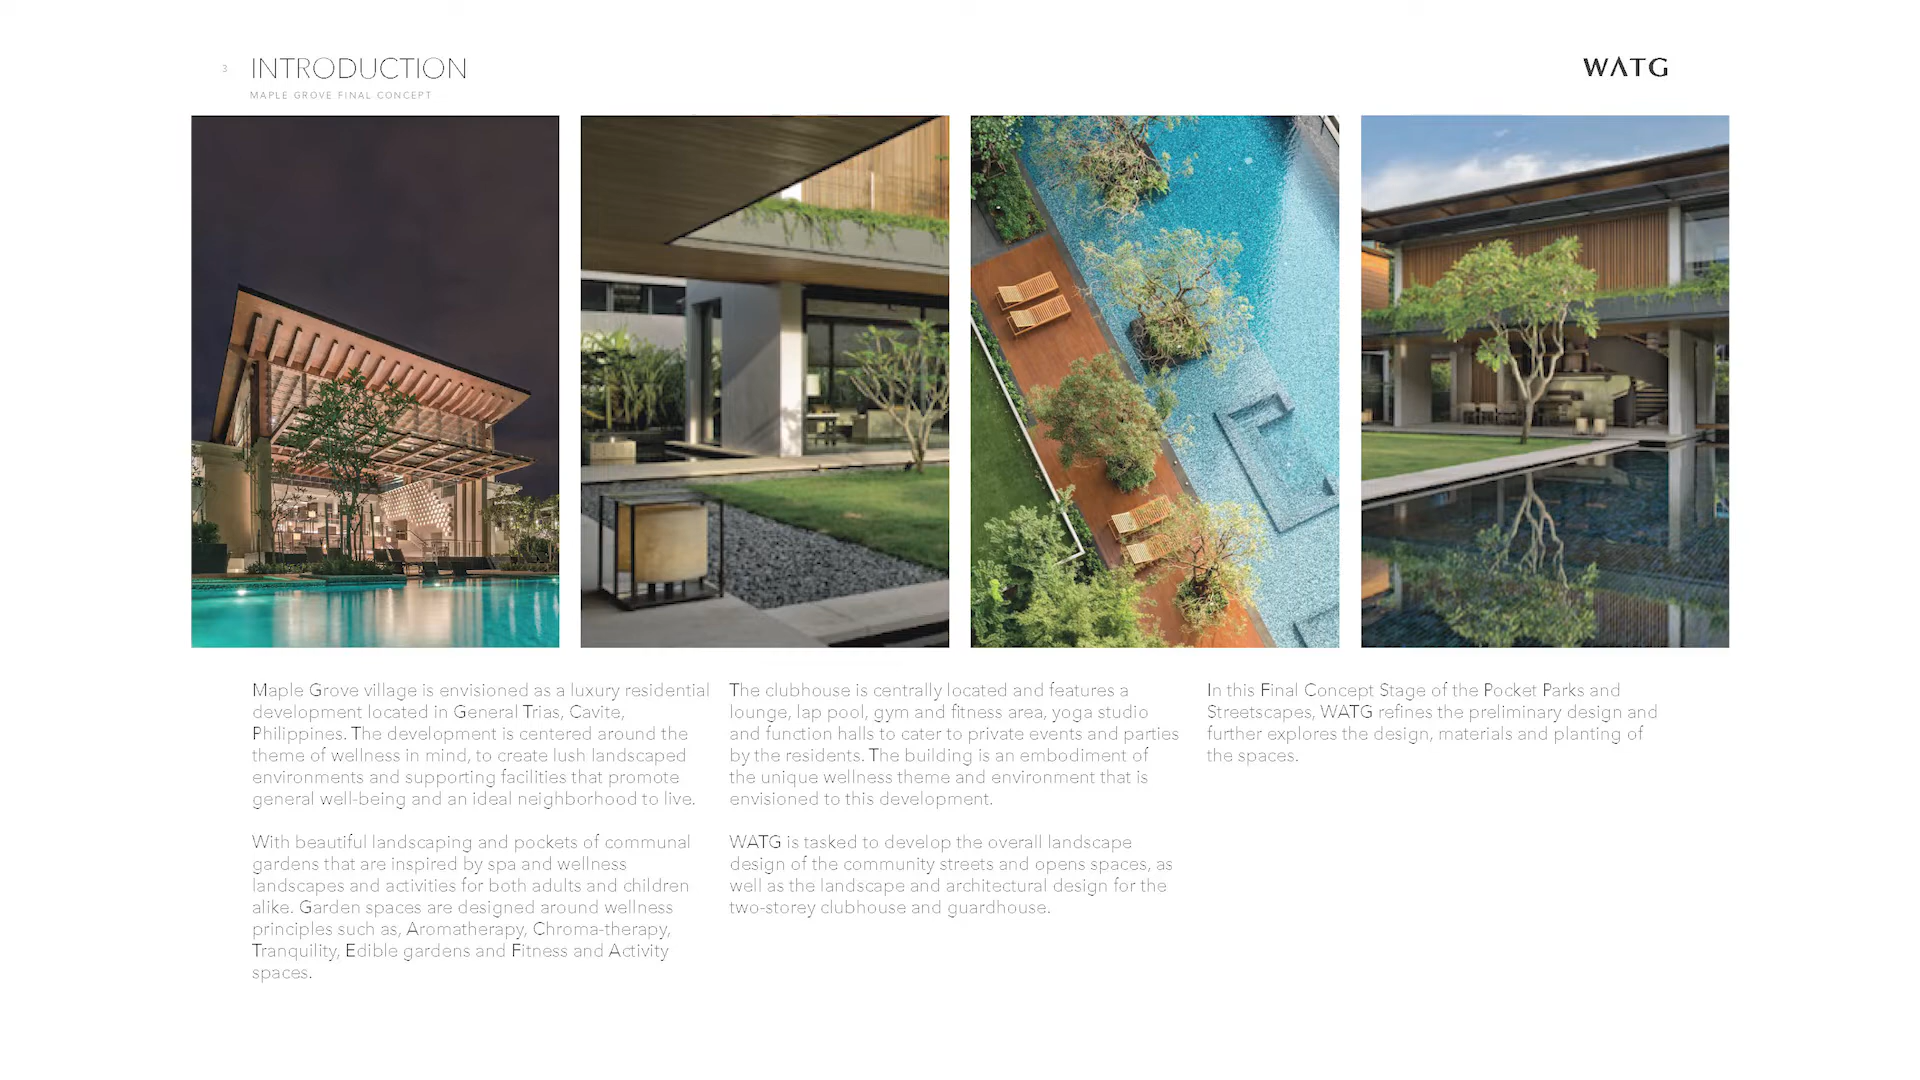 3
INTRODUCTION
MAPLE GROVE FINAL CONCEPT
WATG
Maple Grove village is envisioned as a luxury residential
development located in General Trias, Cavite,
Philippines. The development is centered around the
theme of wellness in mind, to create lush landscaped
environments and supporting facilities that promote
general well-being and an ideal neighborhood to live.
With beautiful landscaping and pockets of communal
gardens that are inspired by spa and wellness
landscapes and activities for both adults and children
alike. Garden spaces are designed around wellness
principles such as, Aromatherapy, Chroma-therapy,
Tranquility, Edible gardens and Fitness and Activity
spaces.
The clubhouse is centrally located and features a
lounge, lap pool, gym and fitness area, yoga studio
and function halls to cater to private events and parties
by the residents. The building is an embodiment of
the unique wellness theme and environment that is
envisioned to this development.
WATG is tasked to develop the overall landscape
design of the community streets and opens spaces, as
well as the landscape and architectural design for the
two-storey clubhouse and guardhouse.
In this Final Concept Stage of the Pocket Parks and
Streetscapes, WATG refines the preliminary design and
further explores the design, materials and planting of
the spaces.